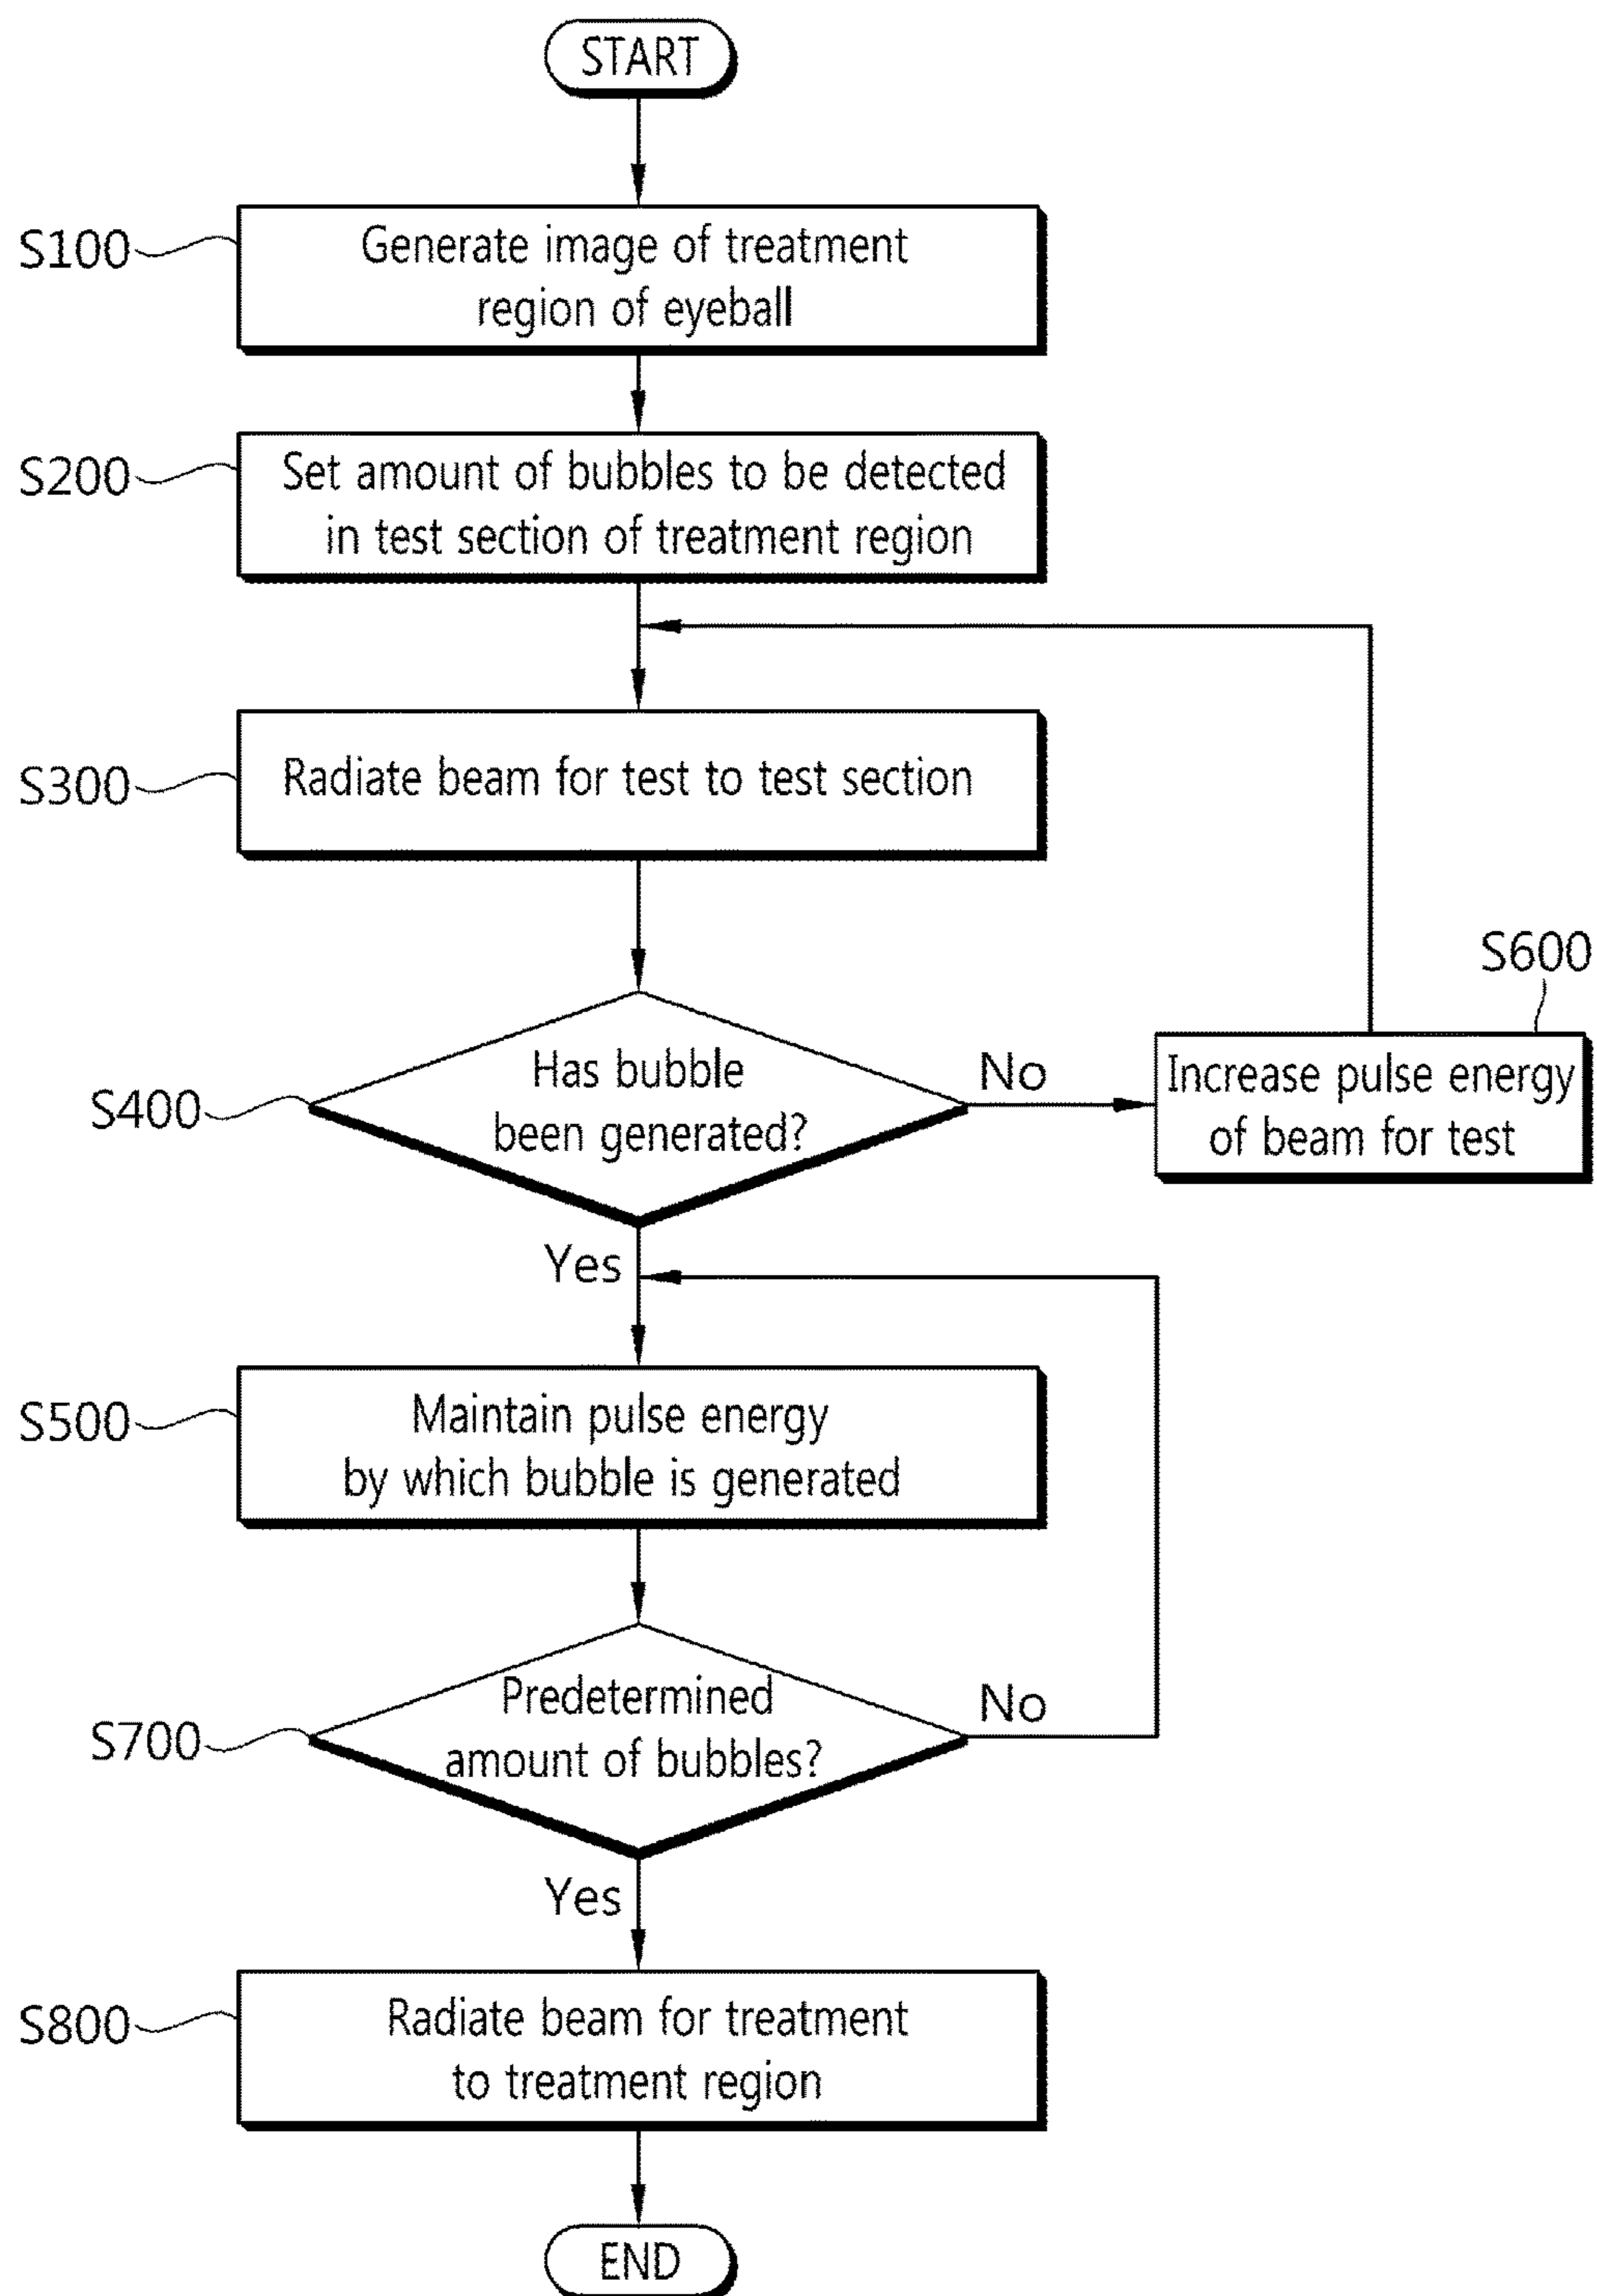 START
S100
Generate image of treatment
region of eyeball
S200
Set amount of bubbles to be detected
in test section of treatment region
S300
Radiate beam for test to test section
S400
Has bubble
been generated?
No
S600
Increase pulse energy
of beam for test
Yes
S500
Maintain pulse energy
by which bubble is generated
S700
Predetermined
amount of bubbles?
No
Yes
S800
Radiate beam for treatment
to treatment region
END